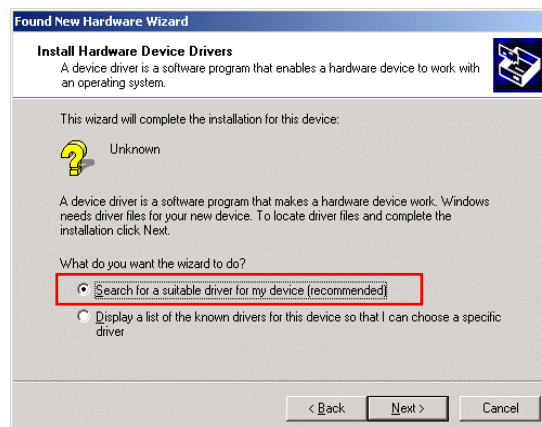 Found New Hardware Wizard
Install Hardware Device Drivers
A device driver is a software program that enables a hardware device to work with
an operating system.
This wizard will complete the installation for this device:
Unknown
A device driver is a software program that makes a hardware device work. Windows
needs driver files for your new device. To locate driver files and complete the
installation click Next.
What do you want the wizard to do?
Search for a suitable driver for my device (recommended)
Display a list of the known drivers for this device so that I can choose a specific
driver
< Back
Next >
Cancel